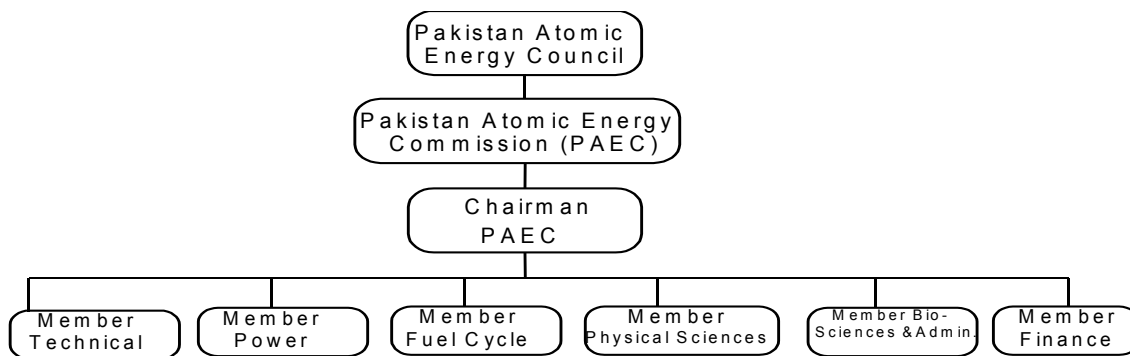 Pakistan Atomic
Energy Council
Pakistan Atomic Energy
Commission (PAEC)
Chairman
PAEC
Member
Technical
Member
Power
Member
Fuel Cycle
Member
Physical Sciences
Member Bio-
Sciences & Admin.
Member
Finance